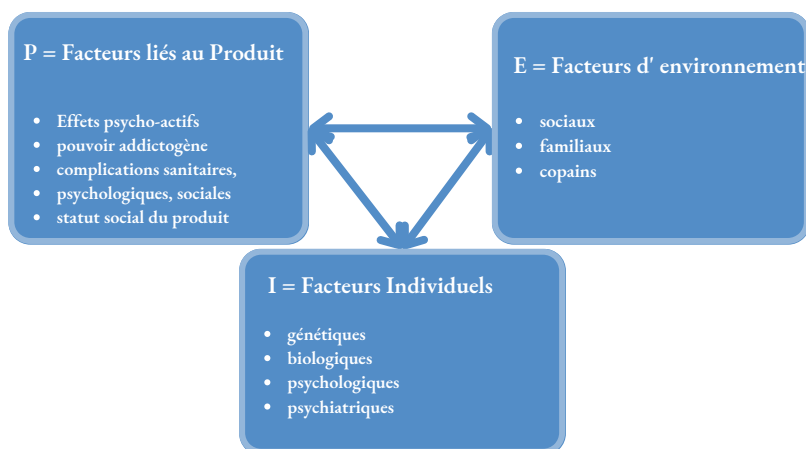 P = Facteurs liés au Produit
• Effets psycho-actifs
• pouvoir addictogène
• complications sanitaires,
• psychologiques, sociales
• statut social du produit
E = Facteurs d' environnement
• sociaux
• familiaux
• copains
I = Facteurs Individuels
• génétiques
• biologiques
• psychologiques
• psychiatriques